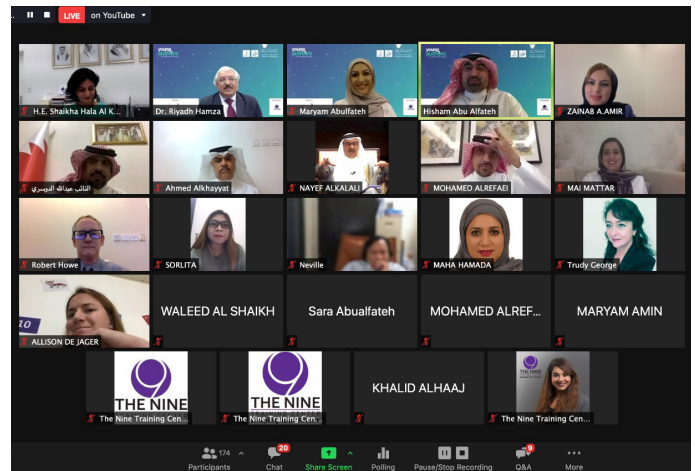 LIVE
on YouTube
H.E. Shaikha Hala Al K...
Dr. Riyadh Hamza
Maryam Abulfateh
Hisham Abu Alfateh
ZAINAB A.AMIR
النائب عبدالله الدوسري
Ahmed Alkhayyat
NAYEF ALKALALI
MOHAMED ALREFAEI
MAI MATTAR
Robert Howe
SORLITA
Neville
MAHA HAMADA
Trudy George
10
ALLISON DE JAGER
WALEED AL SHAIKH
Sara Abualfateh
MOHAMED ALREF...
MARYAM AMIN
THE NINE
The Nine Training Cen...
THE NINE
The Nine Training Cen...
KHALID ALHAAJ
The Nine Training Cen...
174
20
9
Participants
Chat
Share Screen
Polling
Pause/Stop Recording
Q&A
More